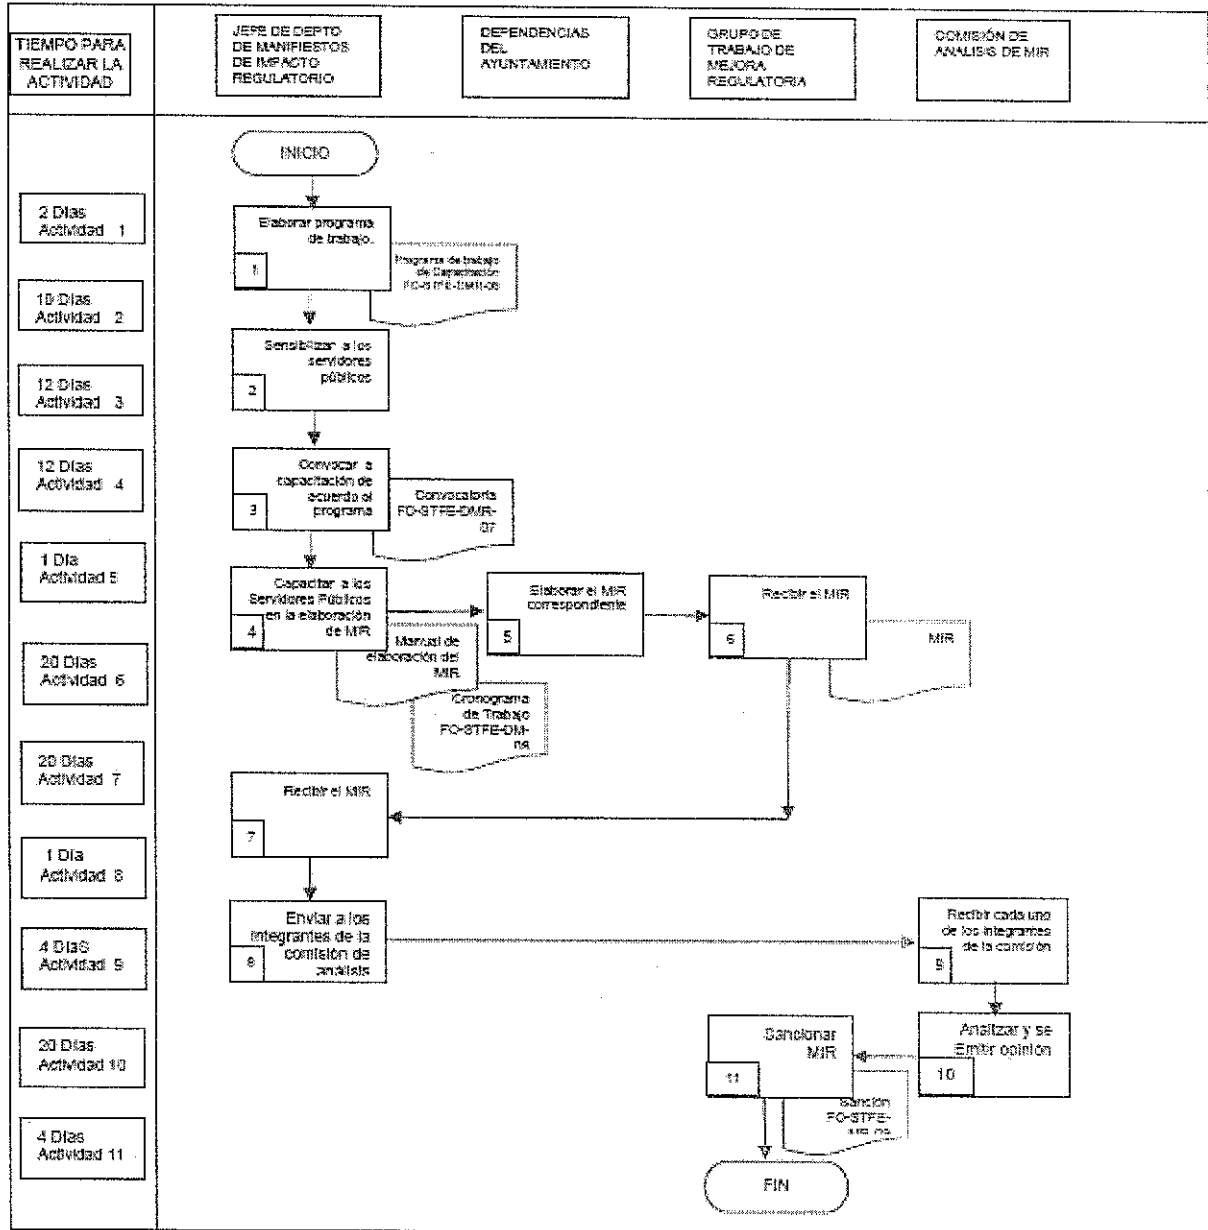 TIEMPO PARA
REALIZAR LA
ACTIVIDAD
JEFE DE DEPTO
DE MANIFIESTOS
DE IMPACTO
REGULATORIO
DEPENDENCIAS
DEL
AYUNTAMIENTO
GRUPO DE
TRABAJO DE
MEJORA
REGULATORIA
COMISIÓN DE
ANALISIS DE MIR
INICIO
2 Días
Actividad 1
Elaborar programa
de trabajo.
1
Programa de trabajo
de Capacitación
10 Días
Actividad 2
Sensibilizar a los
servidores
públicos
2
12 Días
Actividad 3
12 Días
Actividad 4
Convocar a
capacitación de
acuerdo al
programa
3
Convocatoria
FO-STFE-DMR-
07
1 Día
Actividad 5
Capacitar a los
Servidores Públicos
en la elaboración
de MIR
4
Manual de
elaboración del
MIR
Cronograma
de Trabajo
FO-STFE-DM-
Elaborar el MIR
correspondiente
5
Recibir el MIR
6
MIR
20 Días
Actividad 6
20 Días
Actividad 7
Recibir el MIR
7
1 Día
Actividad 8
Enviar a los
integrantes de la
comisión de
análisis
8
Recibir cada uno
de los integrantes
de la comisión
9
4 DíaS
Actividad 9
20 Días
Actividad 10
Analizar y se
Emitir opinión
10
Sancionar
MIR
11
Sanción
FO-STFE-
4 Días
Actividad 11
FIN